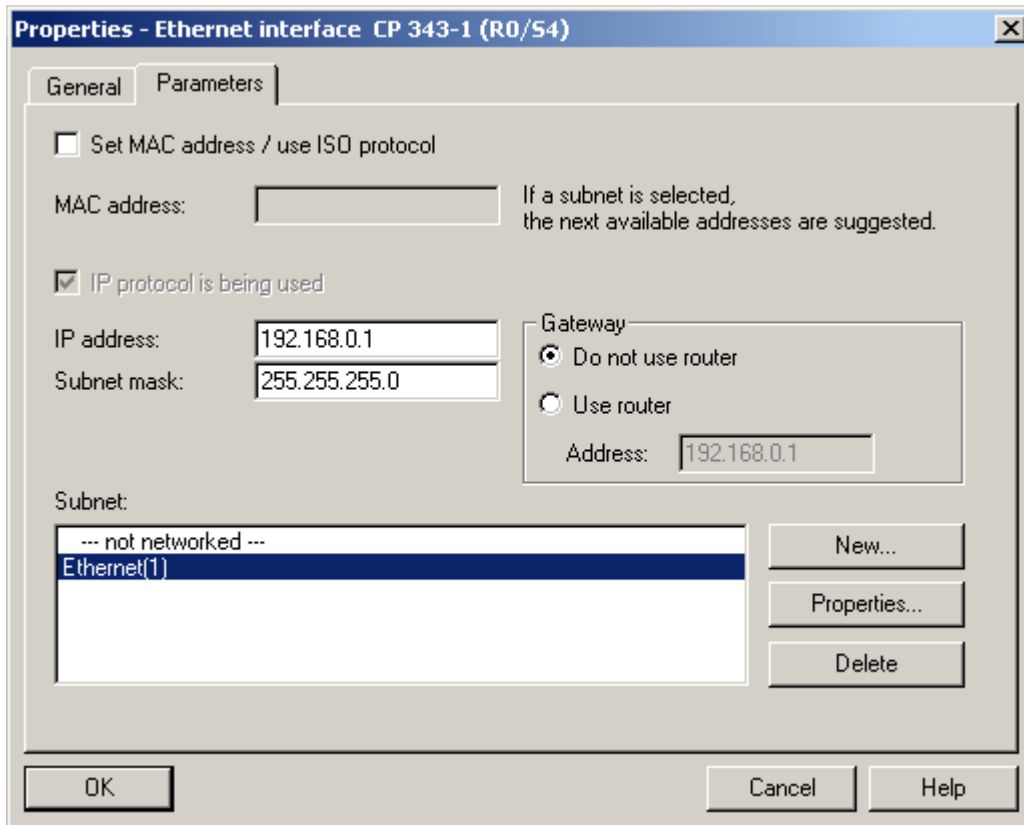 Properties - Ethernet interface CP 343-1 (R0/S4)
General
Parameters
Set MAC address / use ISO protocol
MAC address:
If a subnet is selected,
the next available addresses are suggested.
IP protocol is being used
IP address:
192.168.0.1
Subnet mask:
255.255.255.0
Gateway
Do not use router
Use router
Address:
192.168.0.1
Subnet:
--- not networked ---
Ethernet(1)
New...
Properties...
Delete
OK
Cancel
Help